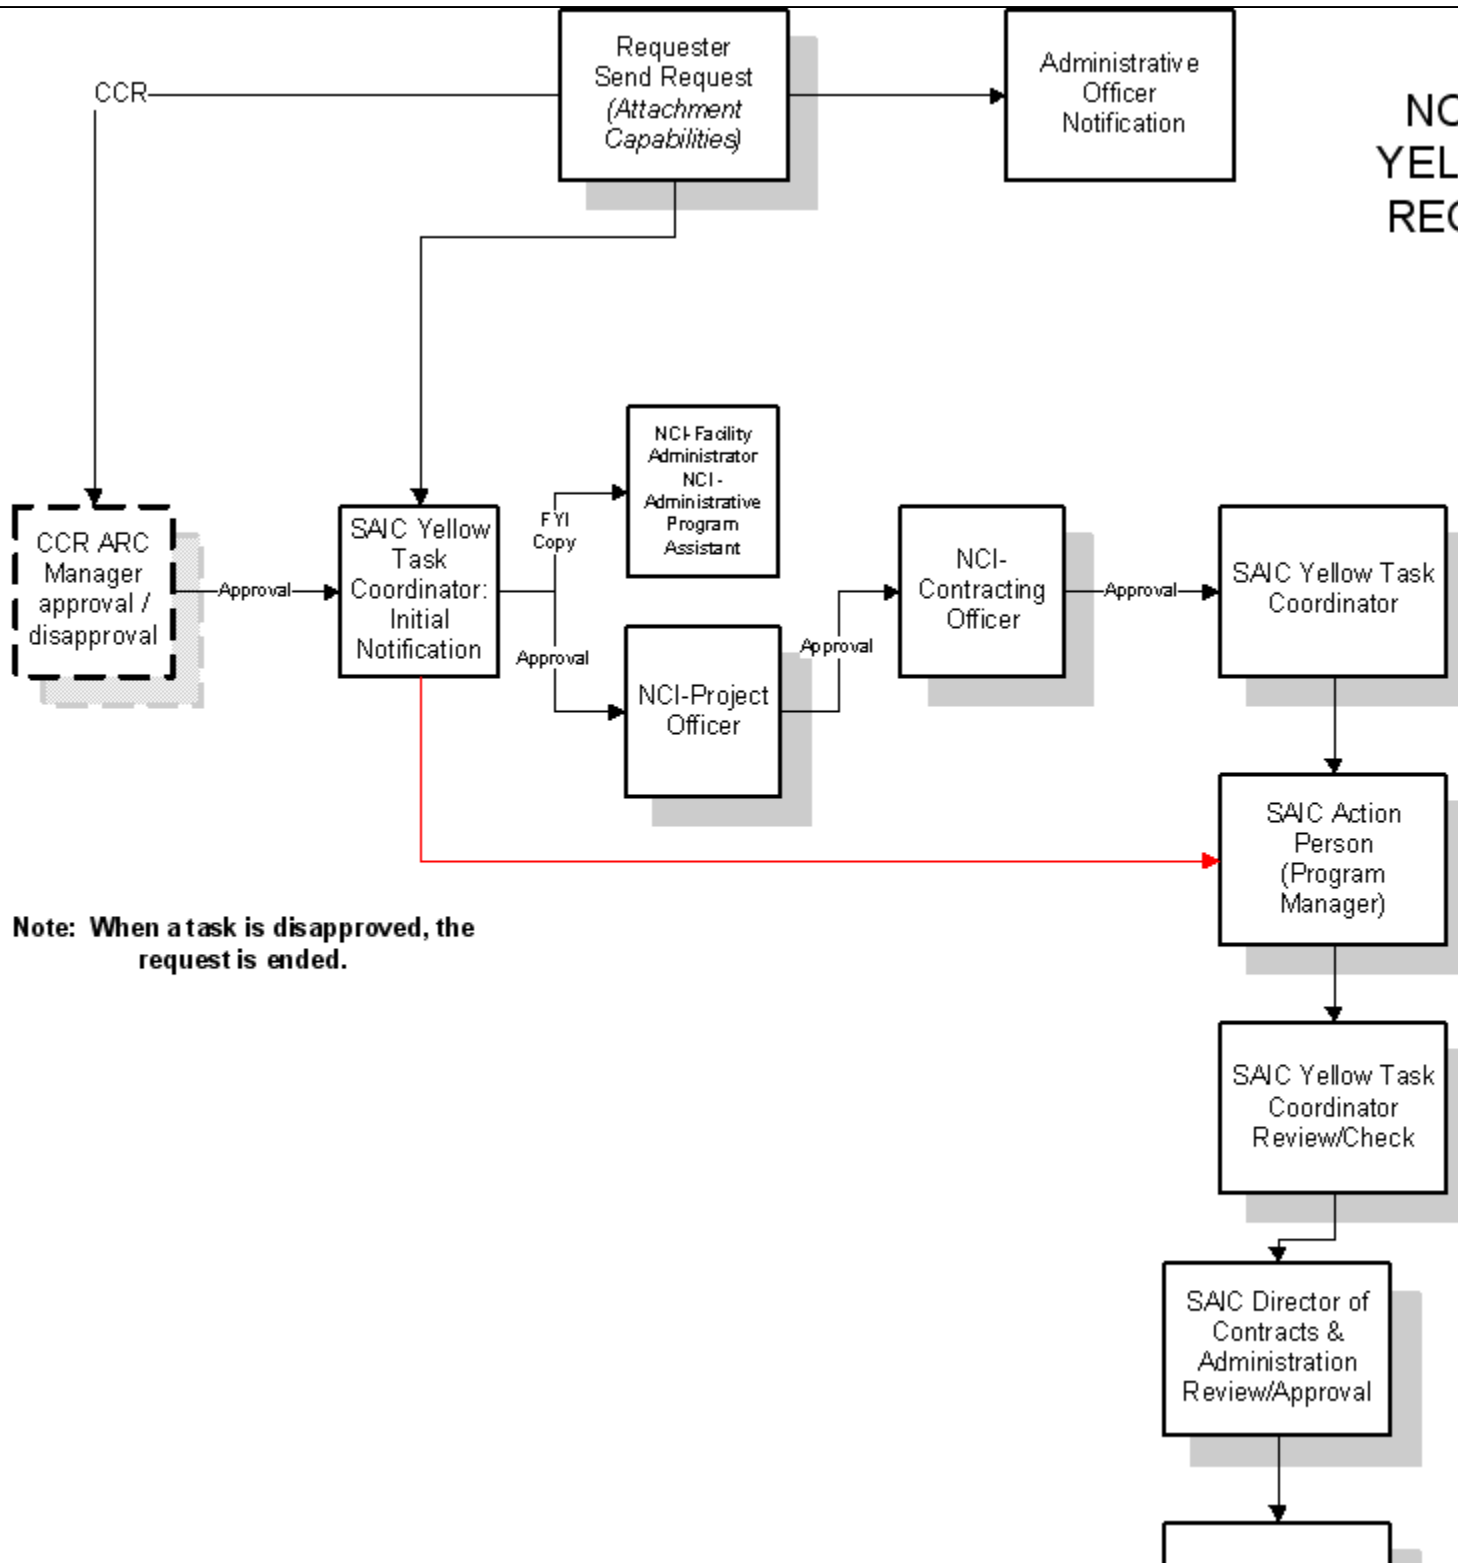 Requester
Send Request
(Attachment
Capabilities)
Administrative
Officer
Notification
CCR
NCI-Facility
Administrator
NCI -
Administrative
Program
Assistant
CCR ARC
Manager
approval /
disapproval
Approval
SAIC Yellow
Task
Coordinator:
Initial
Notification
FYI
Copy
Approval
NCI-Project
Officer
Approval
NCI-
Contracting
Officer
Approval
SAIC Yellow Task
Coordinator
SAIC Action
Person
(Program
Manager)
Note:  When a task is disapproved, the
request is ended.
SAIC Yellow Task
Coordinator
Review/Check
SAIC Director of
Contracts &
Administration
Review/Approval